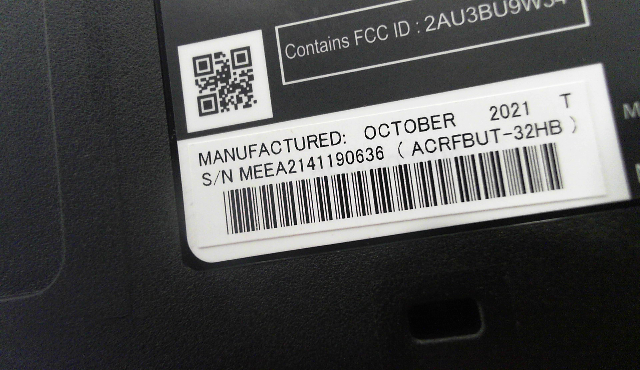 Contains FCC ID : 2AU3BU9W34
MANUFACTURED: OCTOBER 2021 T
S/N MEEA2141190636 ( ACRFBUT-32HB )